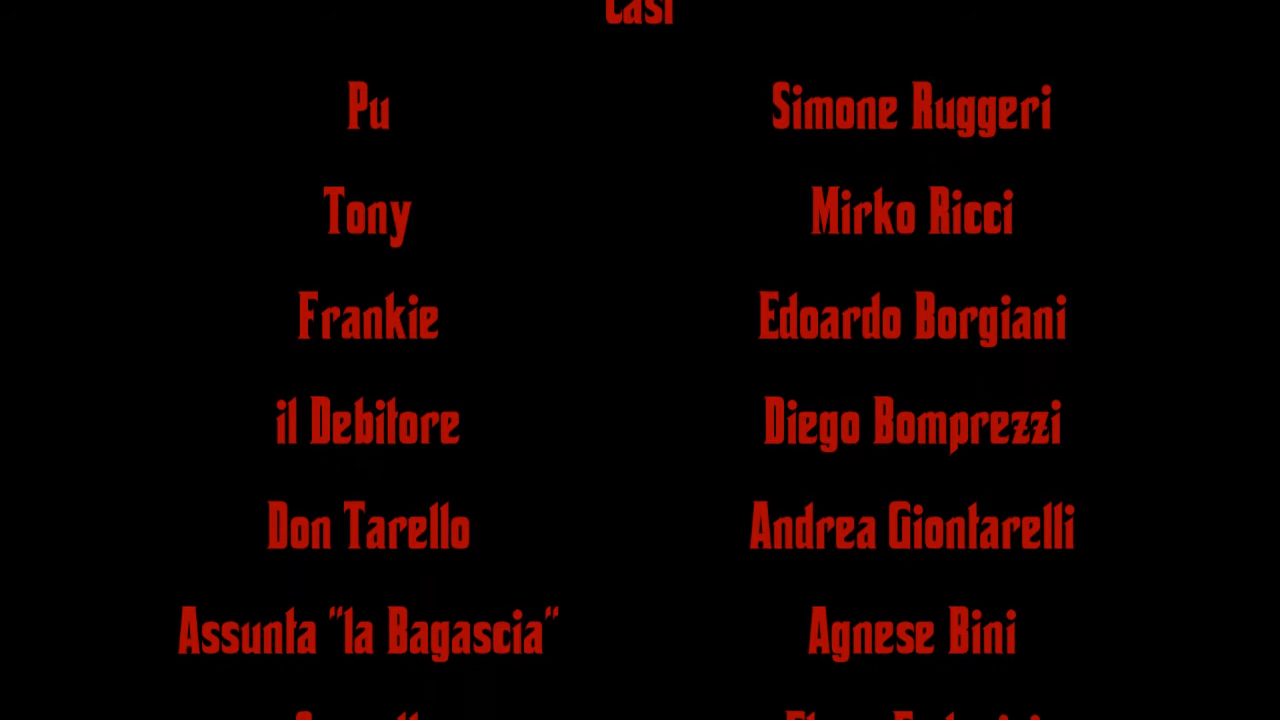 Cast
Pu Simone Ruggeri
Tony Mirko Ricci
Frankie Edoardo Borgiani
il Debitore Diego Bomprezzi
Don Tarello Andrea Giontarelli
Assunta "la Bagascia" Agnese Bini